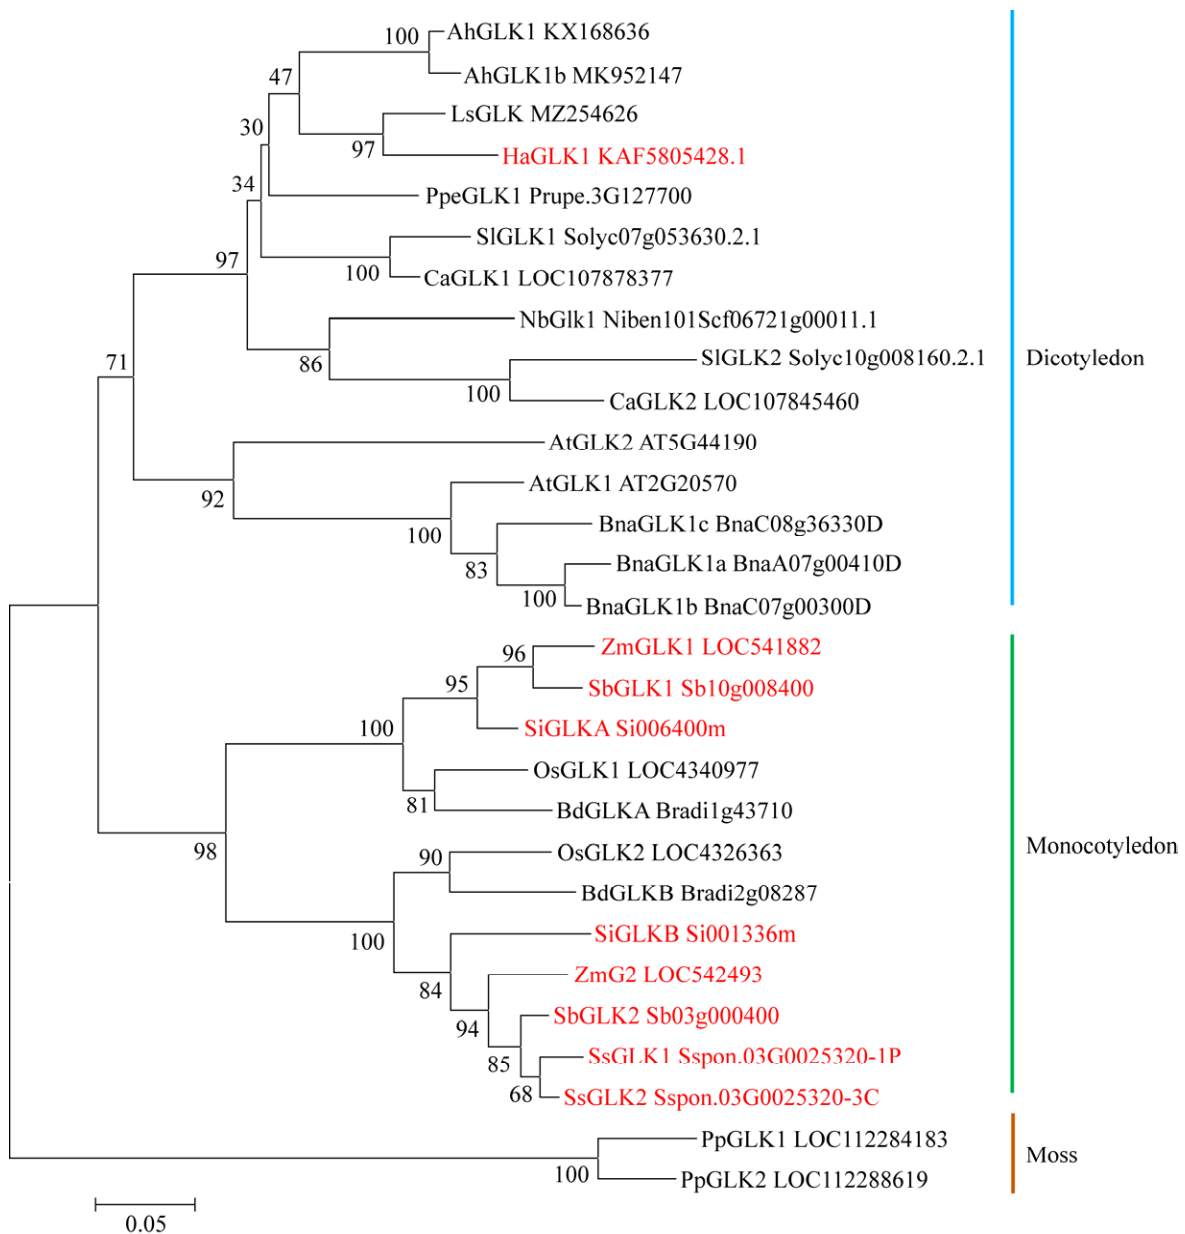 100
AhGLK1 KX168636
47
AhGLK1b MK952147
LsGLK MZ254626
30
97
HaGLK1 KAF5805428.1
34
PpeGLK1 Prupe.3G127700
SlGLK1 Solyc07g053630.2.1
97
100
CaGLK1 LOC107878377
NbGlk1 Niben101Scf06721g00011.1
71
86
SlGLK2 Solyc10g008160.2.1
Dicotyledon
100
CaGLK2 LOC107845460
AtGLK2 AT5G44190
92
AtGLK1 AT2G20570
100
BnaGLK1c BnaC08g36330D
83
BnaGLK1a BnaA07g00410D
100
BnaGLK1b BnaC07g00300D
96
ZmGLK1 LOC541882
95
SbGLK1 Sb10g008400
100
SiGLKA Si006400m
OsGLK1 LOC4340977
81
BdGLKA Bradi1g43710
98
90
OsGLK2 LOC4326363
Monocotyledon
BdGLKB Bradi2g08287
100
SiGLKB Si001336m
84
ZmG2 LOC542493
94
SbGLK2 Sb03g000400
85
SsGLK1 Sspon.03G0025320-1P
68
SsGLK2 Sspon.03G0025320-3C
PpGLK1 LOC112284183
Moss
100
PpGLK2 LOC112288619
0.05